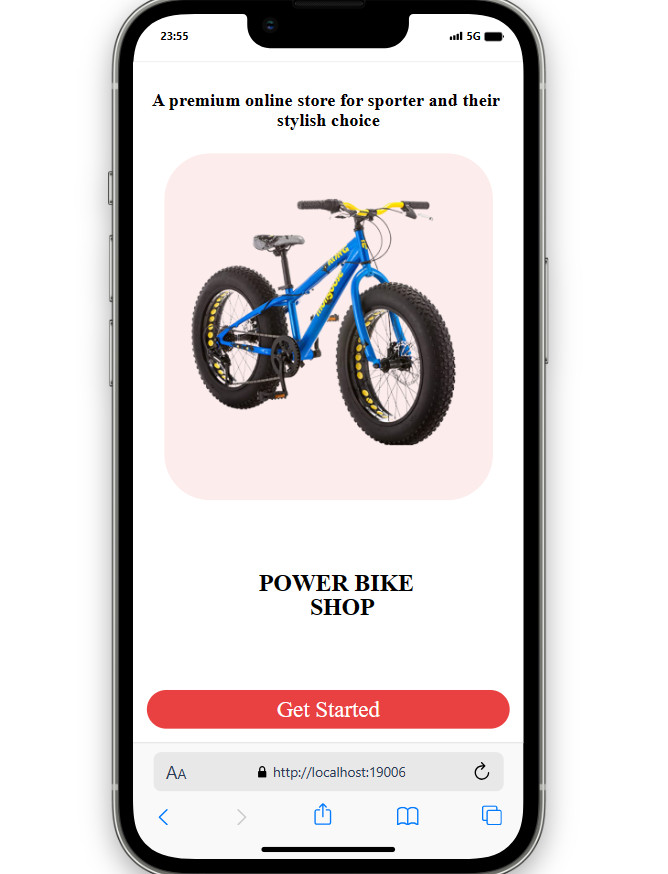 23:55
5G
A premium online store for sporter and their
stylish choice
mongoose
POWER BIKE
SHOP
Get Started
AA
http://localhost:19006